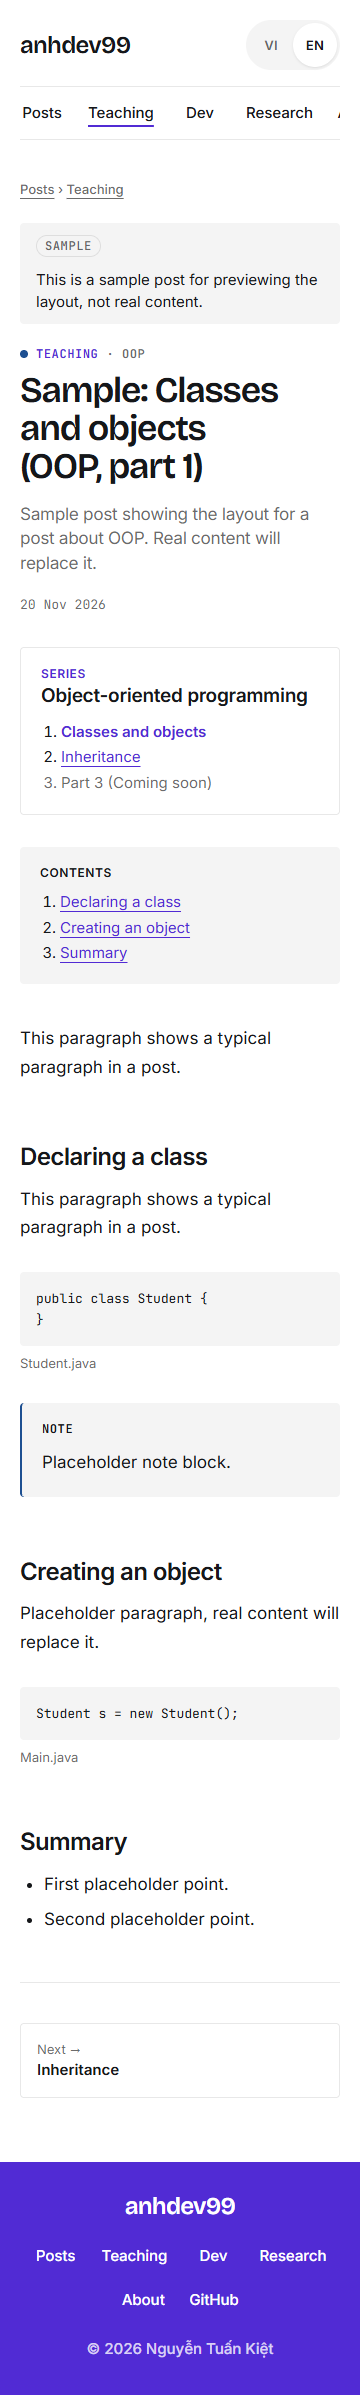 anhdev99
VI EN
Posts Teaching Dev Research
Posts › Teaching
SAMPLE
This is a sample post for previewing the
layout, not real content.
TEACHING · OOP
Sample: Classes
and objects
(OOP, part 1)
Sample post showing the layout for a
post about OOP. Real content will
replace it.
20 Nov 2026
SERIES
Object-oriented programming
1. Classes and objects
2. Inheritance
3. Part 3 (Coming soon)
CONTENTS
1. Declaring a class
2. Creating an object
3. Summary
This paragraph shows a typical
paragraph in a post.
Declaring a class
This paragraph shows a typical
paragraph in a post.
public class Student {
}
Student.java
NOTE
Placeholder note block.
Creating an object
Placeholder paragraph, real content will
replace it.
Student s = new Student();
Main.java
Summary
• First placeholder point.
• Second placeholder point.
Next →
Inheritance
anhdev99
Posts Teaching Dev Research
About GitHub
© 2026 Nguyễn Tuấn Kiệt